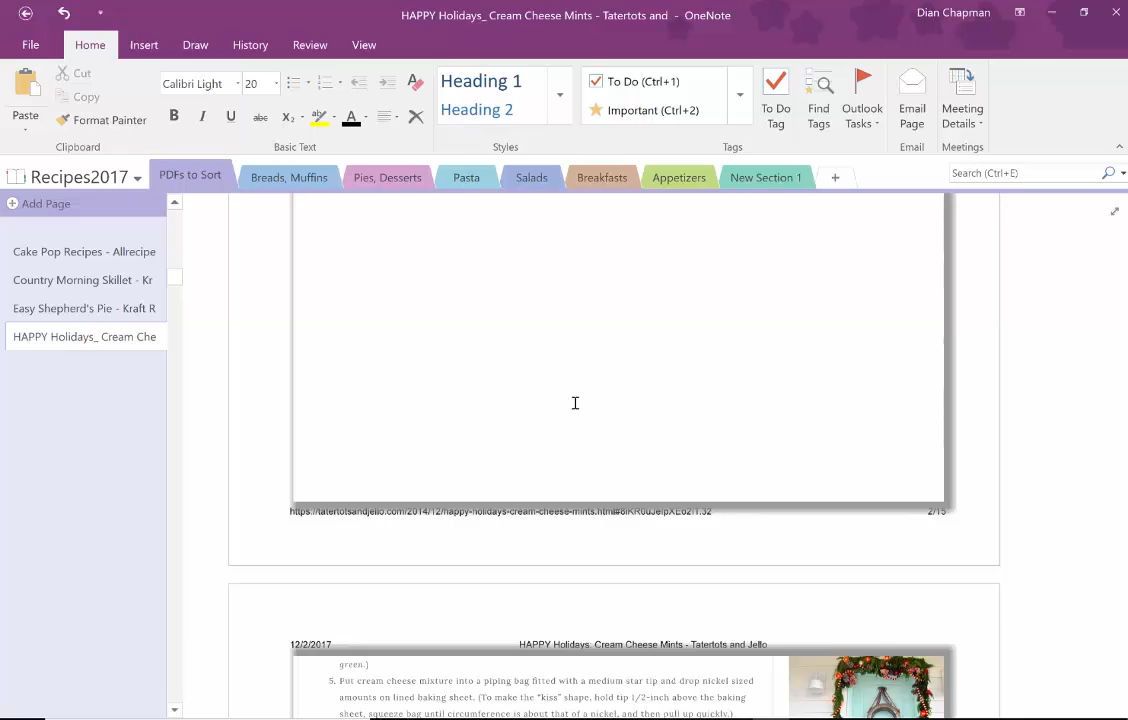 HAPPY Holidays_ Cream Cheese Mints - Tatertots and - OneNote
Dian Chapman
File Home Insert Draw History Review View
Paste
Cut
Copy
Format Painter
Clipboard
Calibri Light 20
B I U abc X₂ A
Basic Text
Heading 1
Heading 2
Styles
To Do (Ctrl+1)
Important (Ctrl+2)
Tags
To Do Tag
Find Tags
Outlook Tasks
Email Page
Email
Meeting Details
Meetings
Recipes2017
PDFs to Sort
Breads, Muffins
Pies, Desserts
Pasta
Salads
Breakfasts
Appetizers
New Section 1
+
Search (Ctrl+E)
Add Page
Cake Pop Recipes - Allrecipe
Country Morning Skillet - Kr
Easy Shepherd's Pie - Kraft R
HAPPY Holidays_ Cream Che
2/15
12/2/2017 HAPPY Holidays: Cream Cheese Mints - Tatertots and Jello
green.)
5. Put cream cheese mixture into a piping bag fitted with a medium star tip and drop nickel sized
amounts on lined baking sheet. (To make the "kiss" shape, hold tip 1/2-inch above the baking
sheet, squeeze bag until circumference is about that of a nickel, and then pull up quickly.)